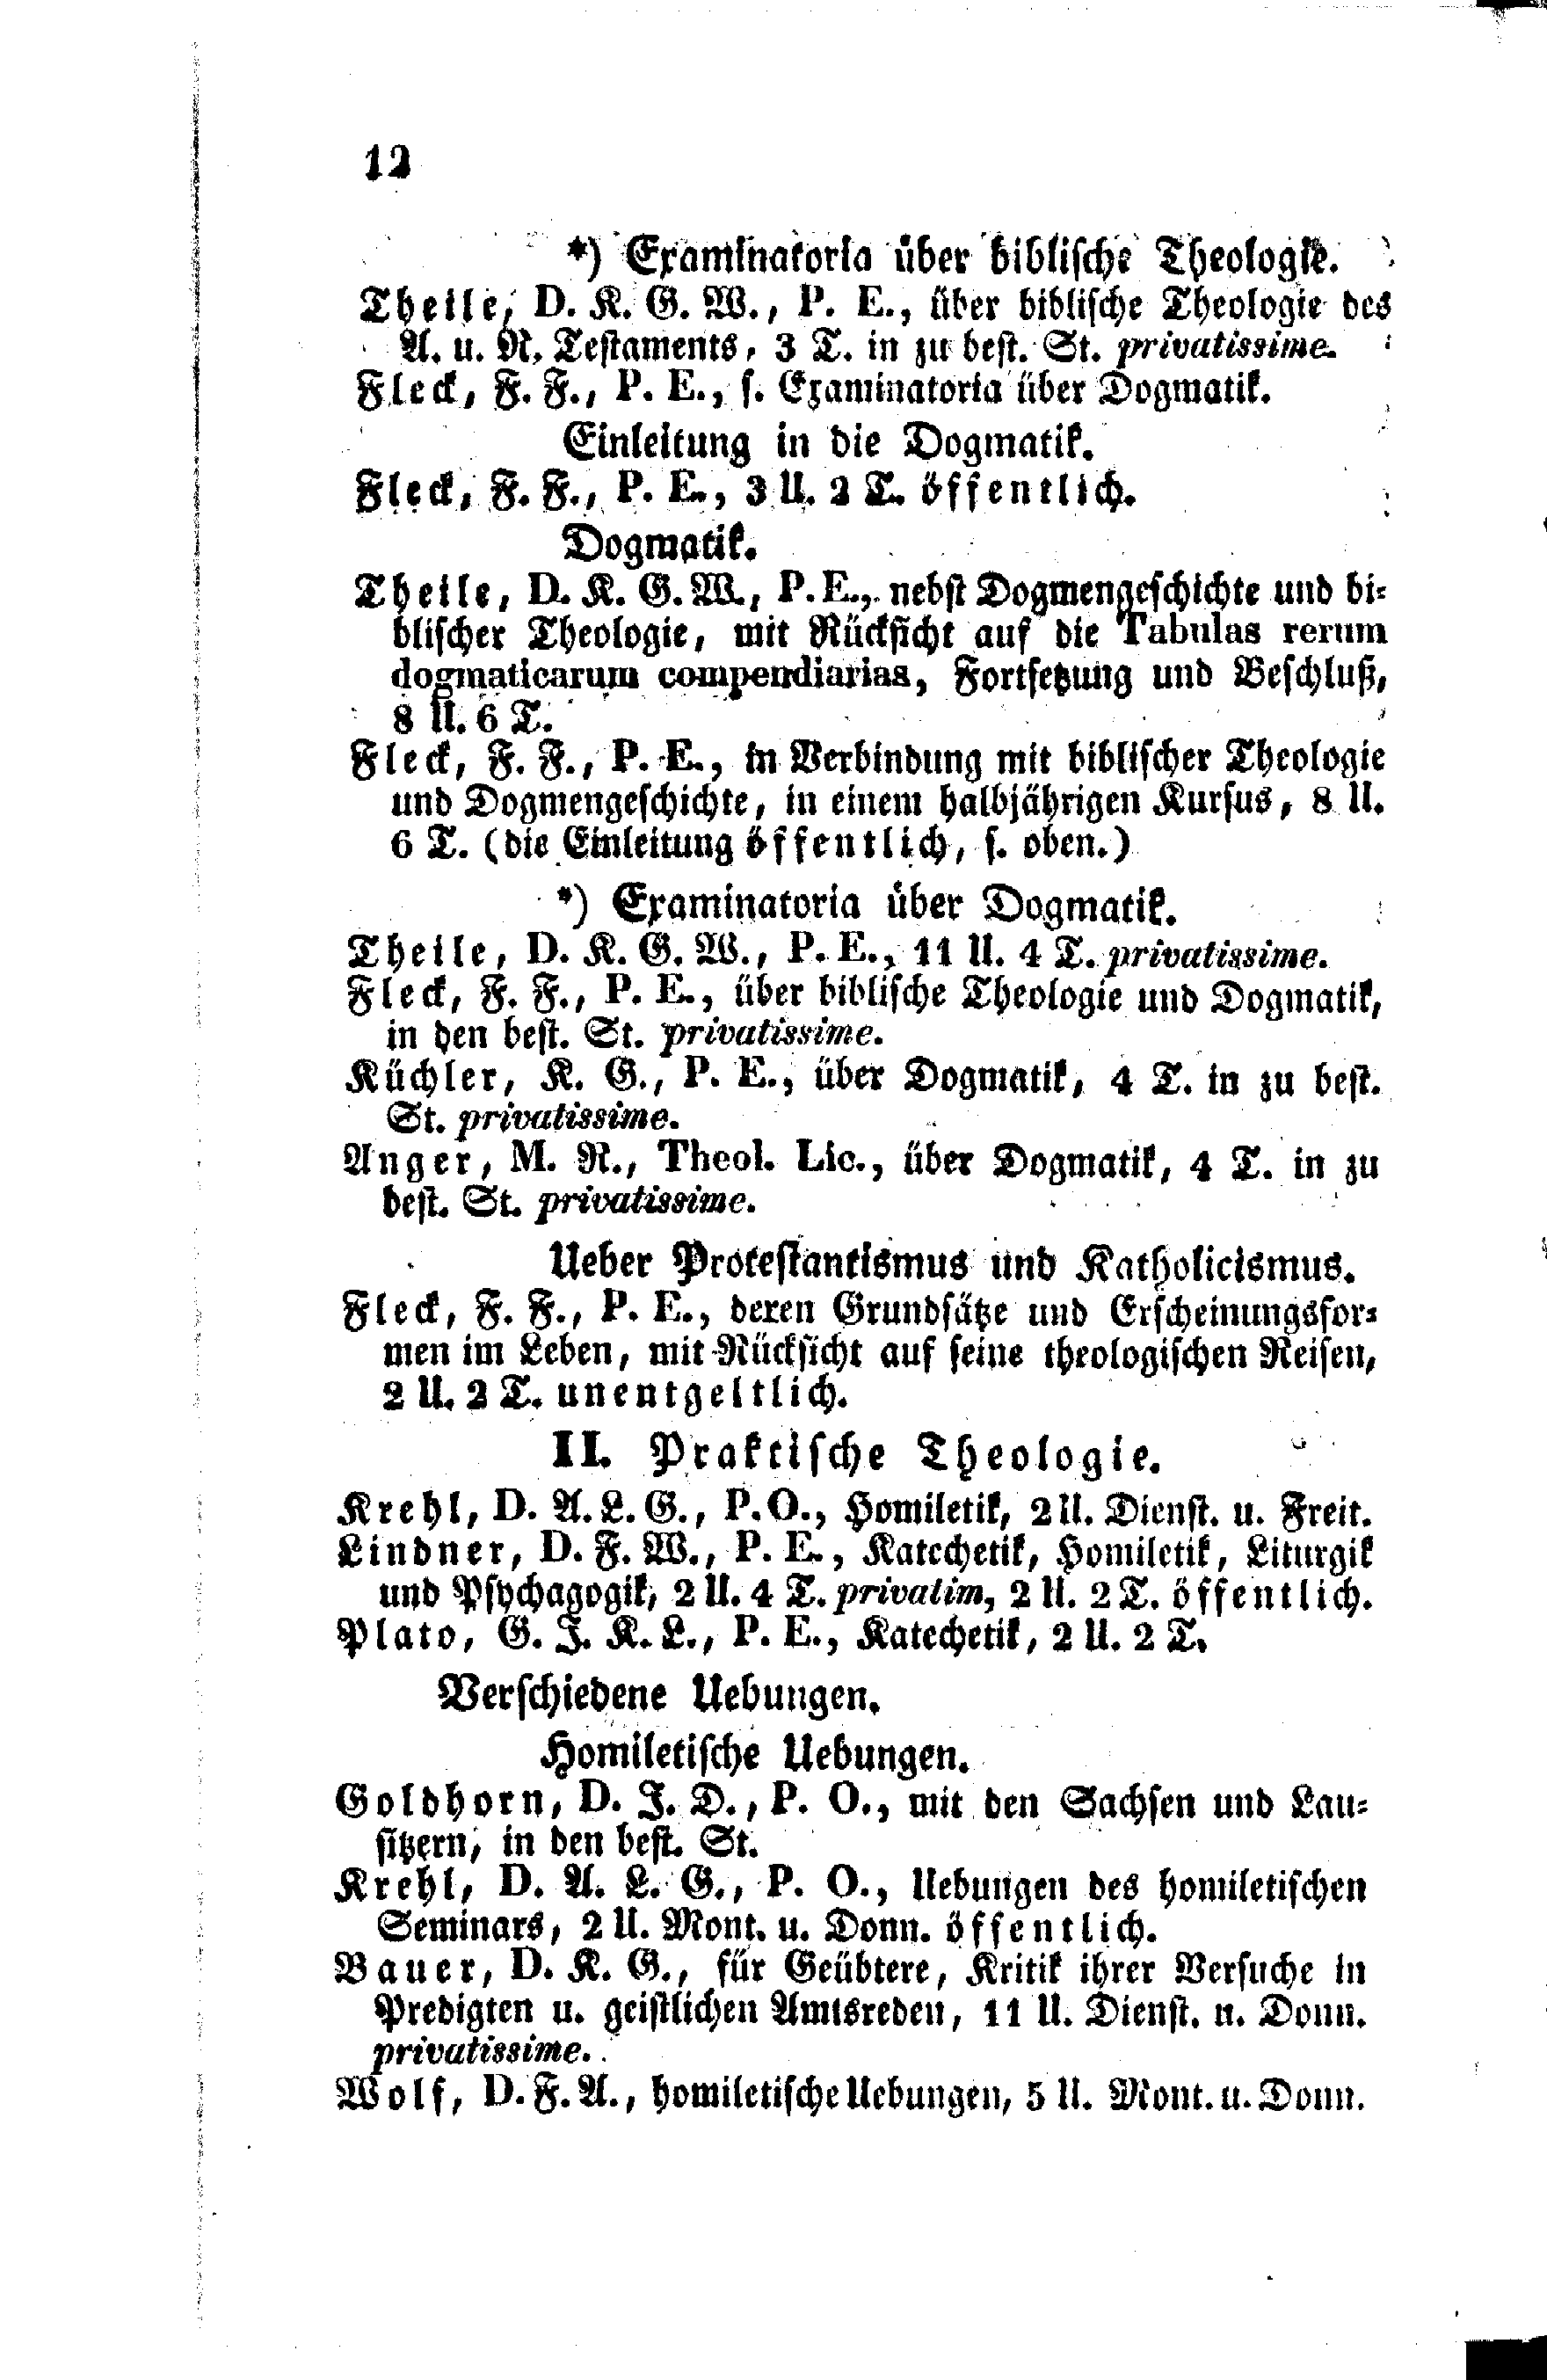 12
*) Examinatoria über biblische Theologie.
Theile, D. K. G. W., P. E., über biblische Theologie des
A. u. N. Testaments, 3 T. in zu best. St. privatissime.
Fleck, F. F., P. E., s. Examinatoria über Dogmatik.
Einleitung in die Dogmatik.
Fleck, F. F., P. E., 3 U. 2 T. öffentlich.
Dogmatik.
Theile, D. K. G. W., P. E., nebst Dogmengeschichte und bi-
blischer Theologie, mit Rücksicht auf die Tabulas rerum
dogmaticarum compendiarias, Fortsetzung und Beschluß,
8 U. 6 T.
Fleck, F. F., P. E., in Verbindung mit biblischer Theologie
und Dogmengeschichte, in einem halbjährigen Kursus, 8 U.
6 T. (die Einleitung öffentlich, s. oben.)
*) Examinatoria über Dogmatik.
Theile, D. K. G. W., P. E., 11 U. 4 T. privatissime.
Fleck, F. F., P. E., über biblische Theologie und Dogmatik,
in den best. St. privatissime.
Küchler, K. G., P. E., über Dogmatik, 4 T. in zu best.
St. privatissime.
Anger, M. R., Theol. Lic., über Dogmatik, 4 T. in zu
best. St. privatissime.
Ueber Protestantismus und Katholicismus.
Fleck, F. F., P. E., deren Grundsätze und Erscheinungsfor-
men im Leben, mit Rücksicht auf seine theologischen Reisen,
2 U. 2 T. unentgeltlich.
II. Praktische Theologie.
Krehl, D. A. L. G., P. O., Homiletik, 2 U. Dienst. u. Freit.
Lindner, D. F. W., P. E., Katechetik, Homiletik, Liturgik
und Psychagogik, 2 U. 4 T. privatim, 2 U. 2 T. öffentlich.
Plato, G. J. K. L., P. E., Katechetik, 2 U. 2 T.
Verschiedene Uebungen.
Homiletische Uebungen.
Goldhorn, D. J. D., P. O., mit den Sachsen und Lau-
sitzern, in den best. St.
Krehl, D. A. L. G., P. O., Uebungen des homiletischen
Seminars, 2 U. Mont. u. Donn. öffentlich.
Bauer, D. K. G., für Geübtere, Kritik ihrer Versuche in
Predigten u. geistlichen Amtsreden, 11 U. Dienst. u. Donn.
privatissime.
Wolf, D. F. A., homiletische Uebungen, 5 U. Mont. u. Donn.